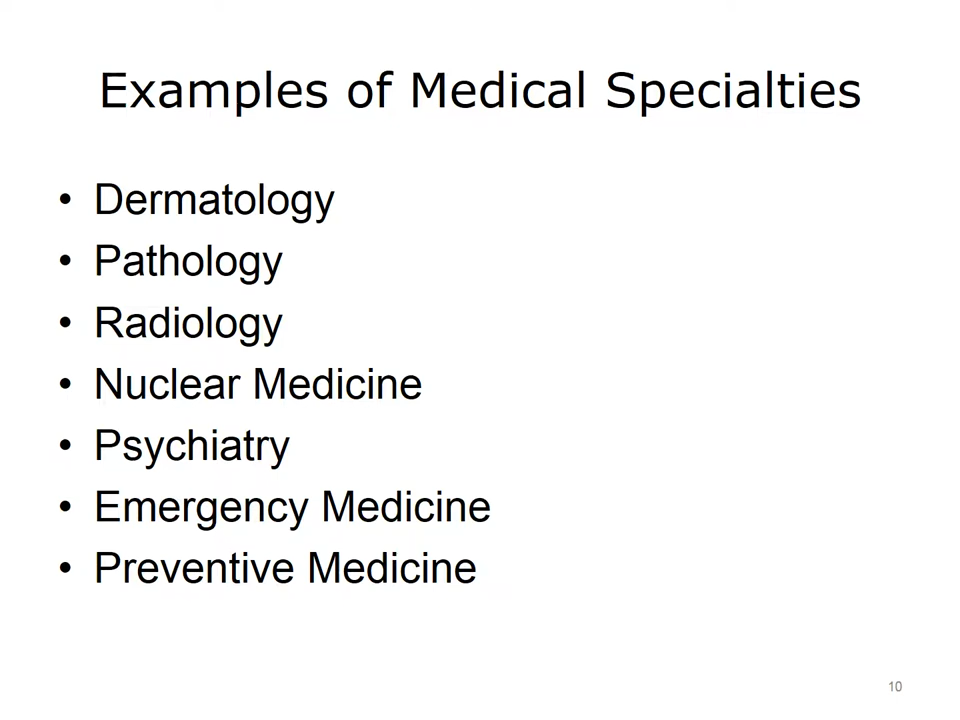 Examples of Medical Specialties
• Dermatology
• Pathology
• Radiology
• Nuclear Medicine
• Psychiatry
• Emergency Medicine
• Preventive Medicine
10